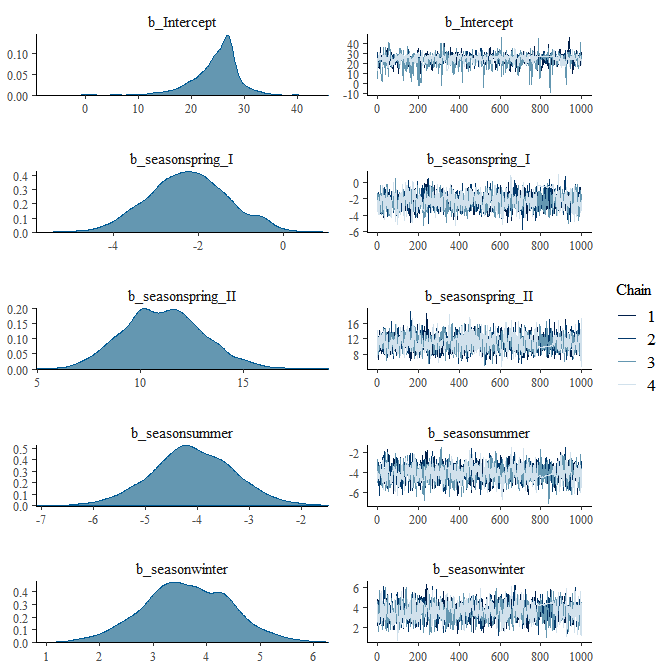 b_Intercept
b_Intercept
0.10
0.05
0.00
0 10 20 30 40
40
30
20
10
0
-10
0 200 400 600 800 1000
b_seasonspring_I
b_seasonspring_I
0.4
0.3
0.2
0.1
0.0
-4 -2 0
0
-2
-4
-6
0 200 400 600 800 1000
b_seasonspring_II
b_seasonspring_II
0.20
0.15
0.10
0.05
0.00
5 10 15
16
12
8
0 200 400 600 800 1000
b_seasonsummer
b_seasonsummer
0.5
0.4
0.3
0.2
0.1
0.0
-7 -6 -5 -4 -3 -2
-2
-4
-6
0 200 400 600 800 1000
b_seasonwinter
b_seasonwinter
0.4
0.3
0.2
0.1
0.0
1 2 3 4 5 6
6
4
2
0 200 400 600 800 1000
Chain
1
2
3
4